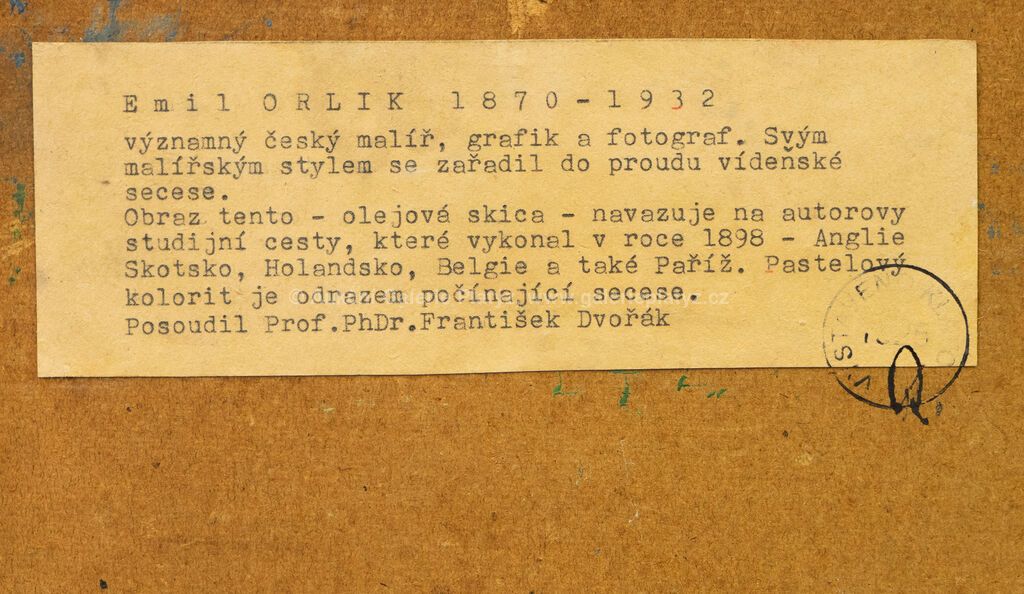 Emil ORLIK 1870-1932
významný český malíř, grafik a fotograf. Svým
malířským stylem se zařadil do proudu vídeňské
secese.
Obraz tento - olejová skica - navazuje na autorovy
studijní cesty, které vykonal v roce 1898 - Anglie
Skotsko, Holandsko, Belgie a také Paříž. Pastelový
kolorit je odrazem počínající secese.
Posoudil Prof.PhDr.František Dvořák